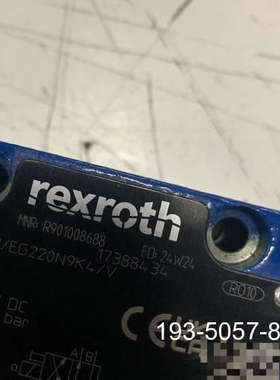 rexroth
MNR: R901008688 FD: 24W24
/EG220N9K4/V 17388434
DC
bar
R010
CE
193-5057-8